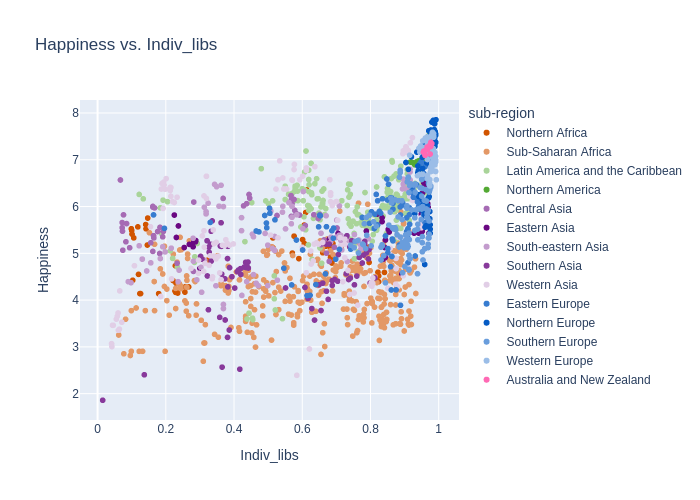 Happiness vs. Indiv_libs
sub-region
Northern Africa
Sub-Saharan Africa
Latin America and the Caribbean
Northern America
Central Asia
Eastern Asia
South-eastern Asia
Southern Asia
Western Asia
Eastern Europe
Northern Europe
Southern Europe
Western Europe
Australia and New Zealand
Happiness
8
7
6
5
4
3
2
0 0.2 0.4 0.6 0.8 1
Indiv_libs